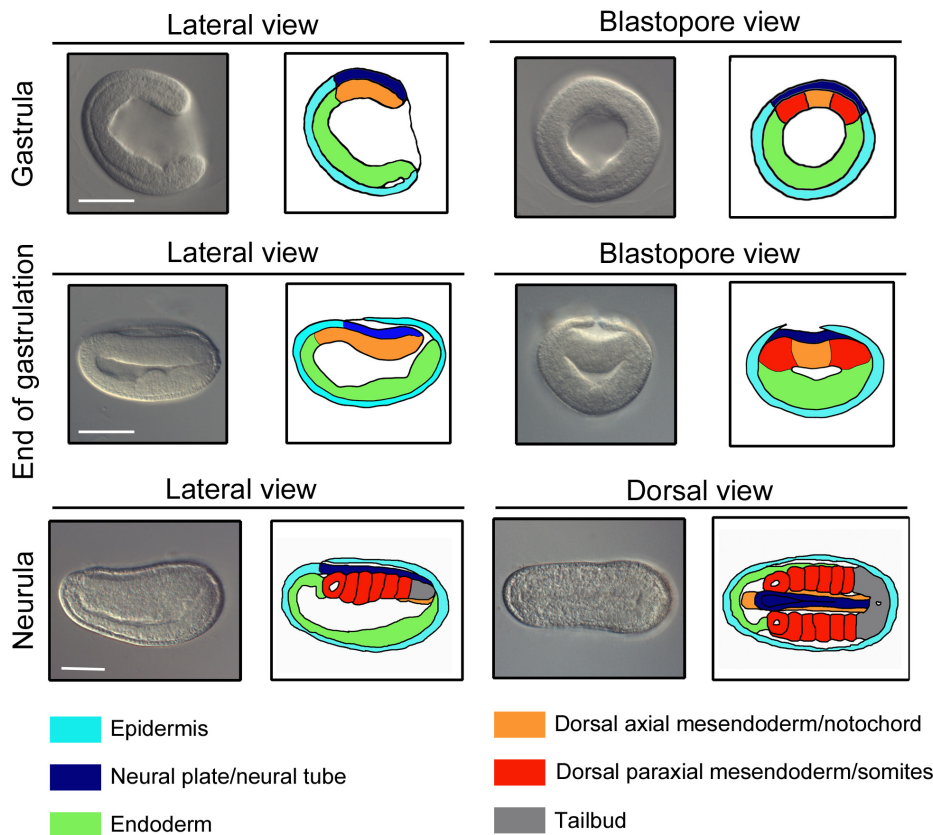 Lateral view
Blastopore view
Gastrula
Lateral view
Blastopore view
End of gastrulation
Lateral view
Dorsal view
Neurula
Epidermis
Dorsal axial mesendoderm/notochord
Neural plate/neural tube
Dorsal paraxial mesendoderm/somites
Endoderm
Tailbud